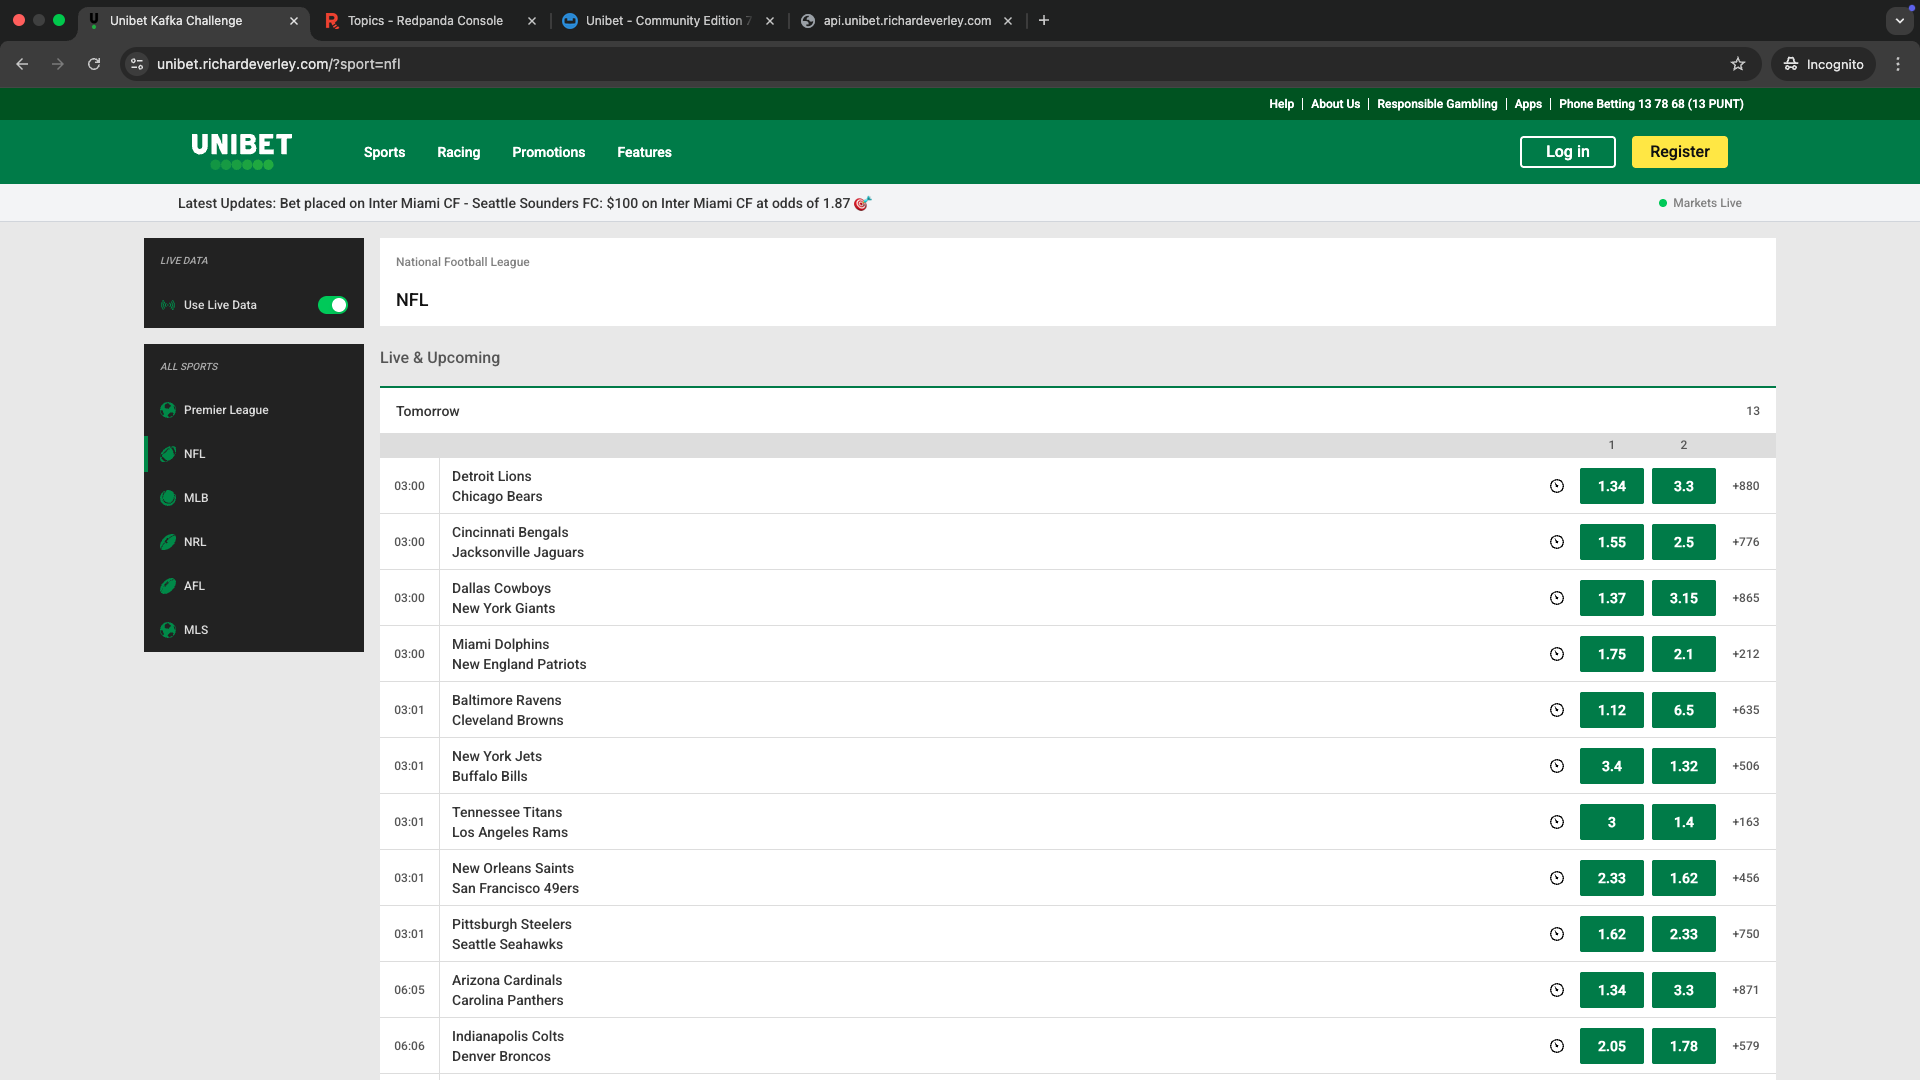 Unibet Kafka Challenge
Topics - Redpanda Console
Unibet - Community Edition 7
api.unibet.richardeverley.com
unibet.richardeverley.com/?sport=nfl
Incognito
Help | About Us | Responsible Gambling | Apps | Phone Betting 13 78 68 (13 PUNT)
UNIBET
Sports
Racing
Promotions
Features
Log in
Register
Latest Updates: Bet placed on Inter Miami CF - Seattle Sounders FC: $100 on Inter Miami CF at odds of 1.87 🎯
Markets Live
LIVE DATA
Use Live Data
ALL SPORTS
Premier League
NFL
MLB
NRL
AFL
MLS
National Football League
NFL
Live & Upcoming
Tomorrow
13
1
2
03:00
Detroit Lions
Chicago Bears
1.34
3.3
+880
03:00
Cincinnati Bengals
Jacksonville Jaguars
1.55
2.5
+776
03:00
Dallas Cowboys
New York Giants
1.37
3.15
+865
03:00
Miami Dolphins
New England Patriots
1.75
2.1
+212
03:01
Baltimore Ravens
Cleveland Browns
1.12
6.5
+635
03:01
New York Jets
Buffalo Bills
3.4
1.32
+506
03:01
Tennessee Titans
Los Angeles Rams
3
1.4
+163
03:01
New Orleans Saints
San Francisco 49ers
2.33
1.62
+456
03:01
Pittsburgh Steelers
Seattle Seahawks
1.62
2.33
+750
06:05
Arizona Cardinals
Carolina Panthers
1.34
3.3
+871
06:06
Indianapolis Colts
Denver Broncos
2.05
1.78
+579